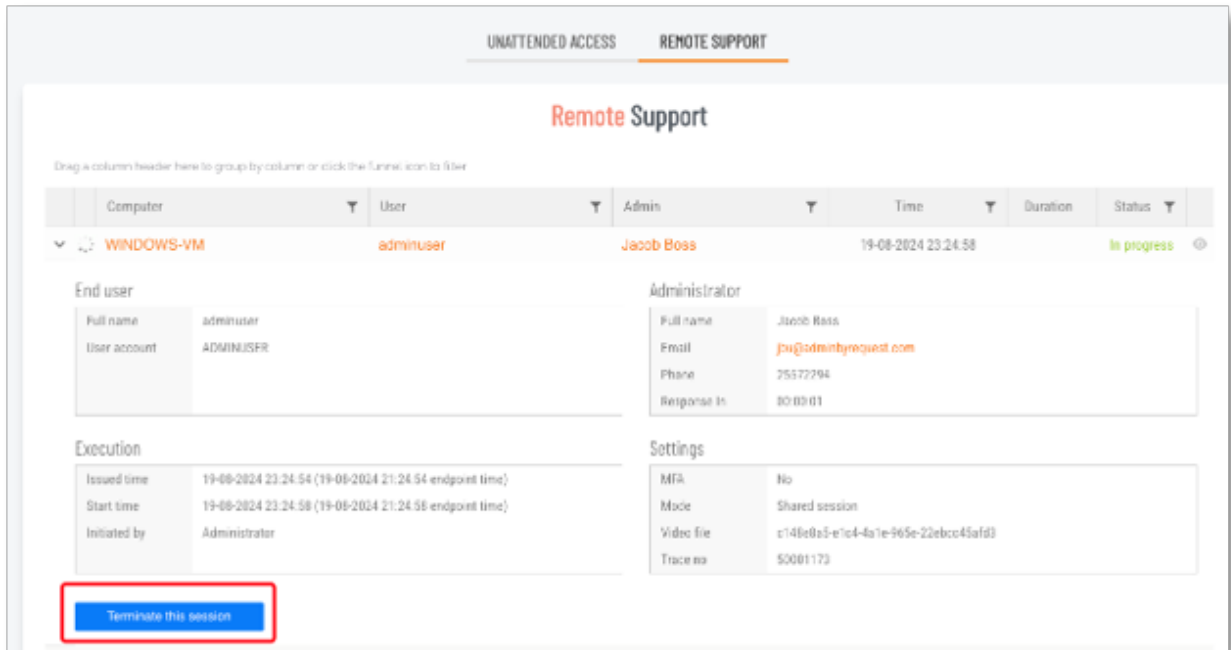 UNATTENDED ACCESS REMOTE SUPPORT
Remote Support
Drag a column header here to group by column or click the funnel icon to filter
Computer User Admin Time Duration Status
WINDOWS-VM adminuser Jacob Boss 19-08-2024 23:24:58 In progress
End user
Full name adminuser
User account ADMINUSER
Administrator
Full name Jacob Boss
Email jbu@adminbyrequest.com
Phone 25572294
Response in 00:00:01
Execution
Issued time 19-08-2024 23:24:54 (19-08-2024 21:24:54 endpoint time)
Start time 19-08-2024 23:24:58 (19-08-2024 21:24:58 endpoint time)
Initiated by Administrator
Settings
MFA No
Mode Shared session
Video file
Trace no 50001173
Terminate this session